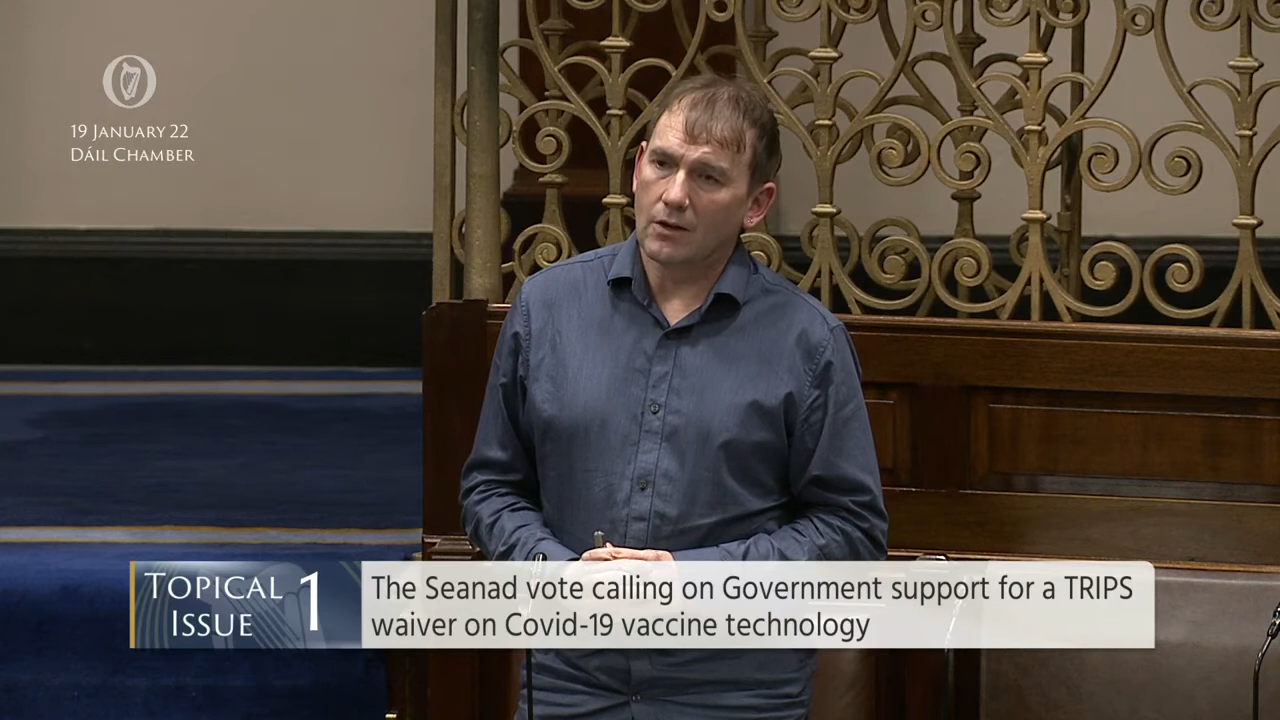 19 January 22
Dáil Chamber
Topical
Issue
1
The Seanad vote calling on Government support for a TRIPS
waiver on Covid-19 vaccine technology